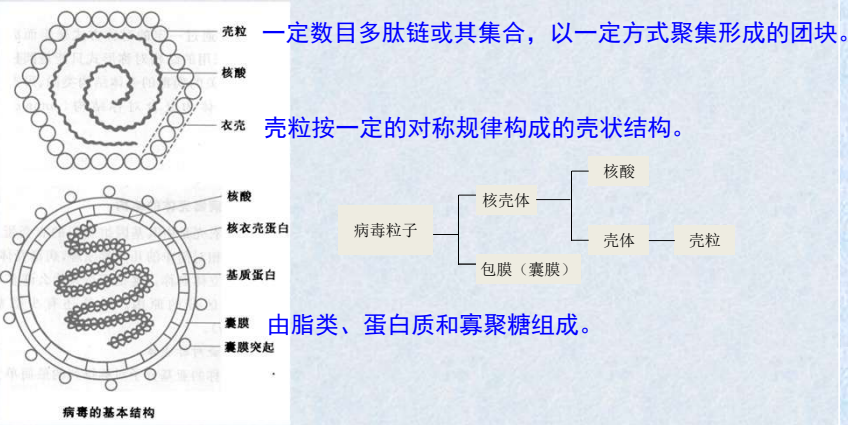 壳粒
一定数目多肽链或其集合，以一定方式聚集形成的团块。
核酸
衣壳
壳粒按一定的对称规律构成的壳状结构。
核酸
核衣壳蛋白
基质蛋白
囊膜
囊膜突起
由脂类、蛋白质和寡聚糖组成。
病毒的基本结构
病毒粒子
核壳体
核酸
壳体
壳粒
包膜（囊膜）